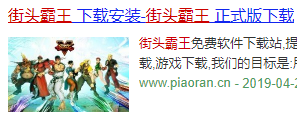 街头霸王 下载安装-街头霸王 正式版下载
街头霸王免费软件下载站,提
载,游戏下载,我们的目标是:用
www.piaoran.cn - 2019-04-2